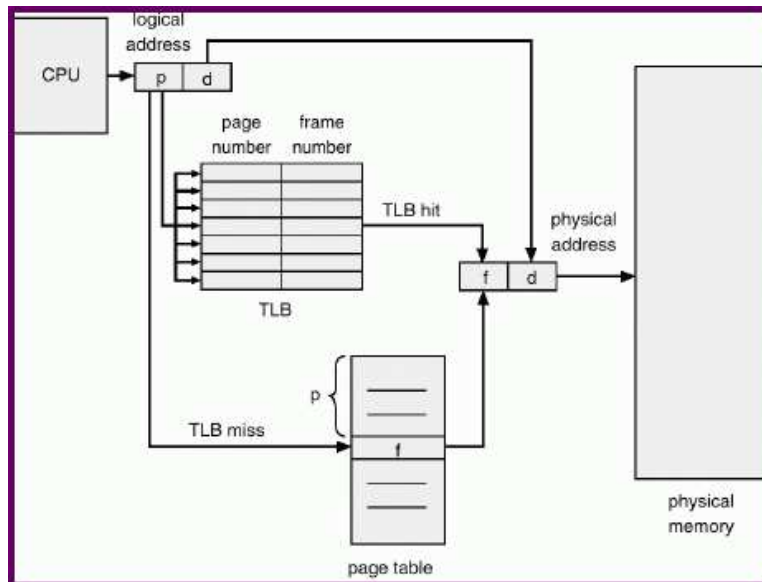 logical
address
CPU
p
d
page
number
frame
number
TLB hit
physical
address
f
d
TLB
p
TLB miss
f
physical
memory
page table